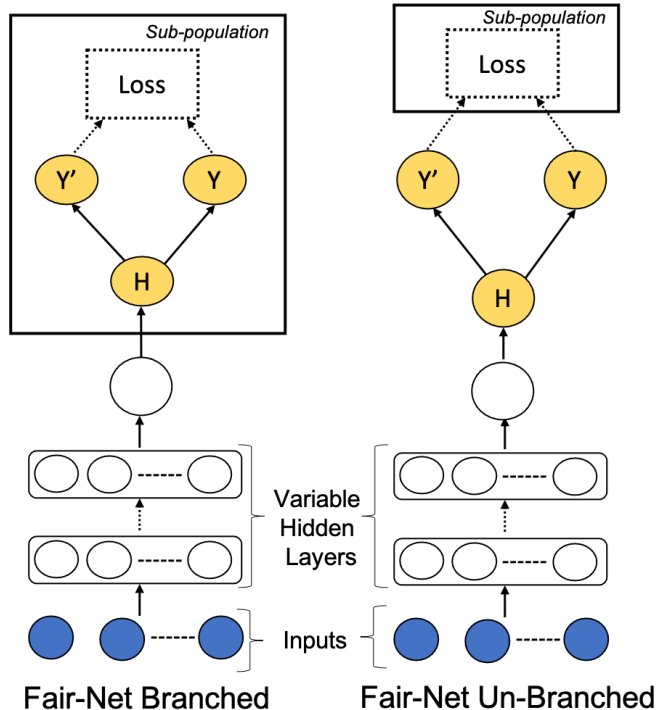 Sub-population
Loss
Y'
Y
H
Sub-population
Loss
Y'
Y
H
Variable
Hidden
Layers
Inputs
Fair-Net Branched
Fair-Net Un-Branched